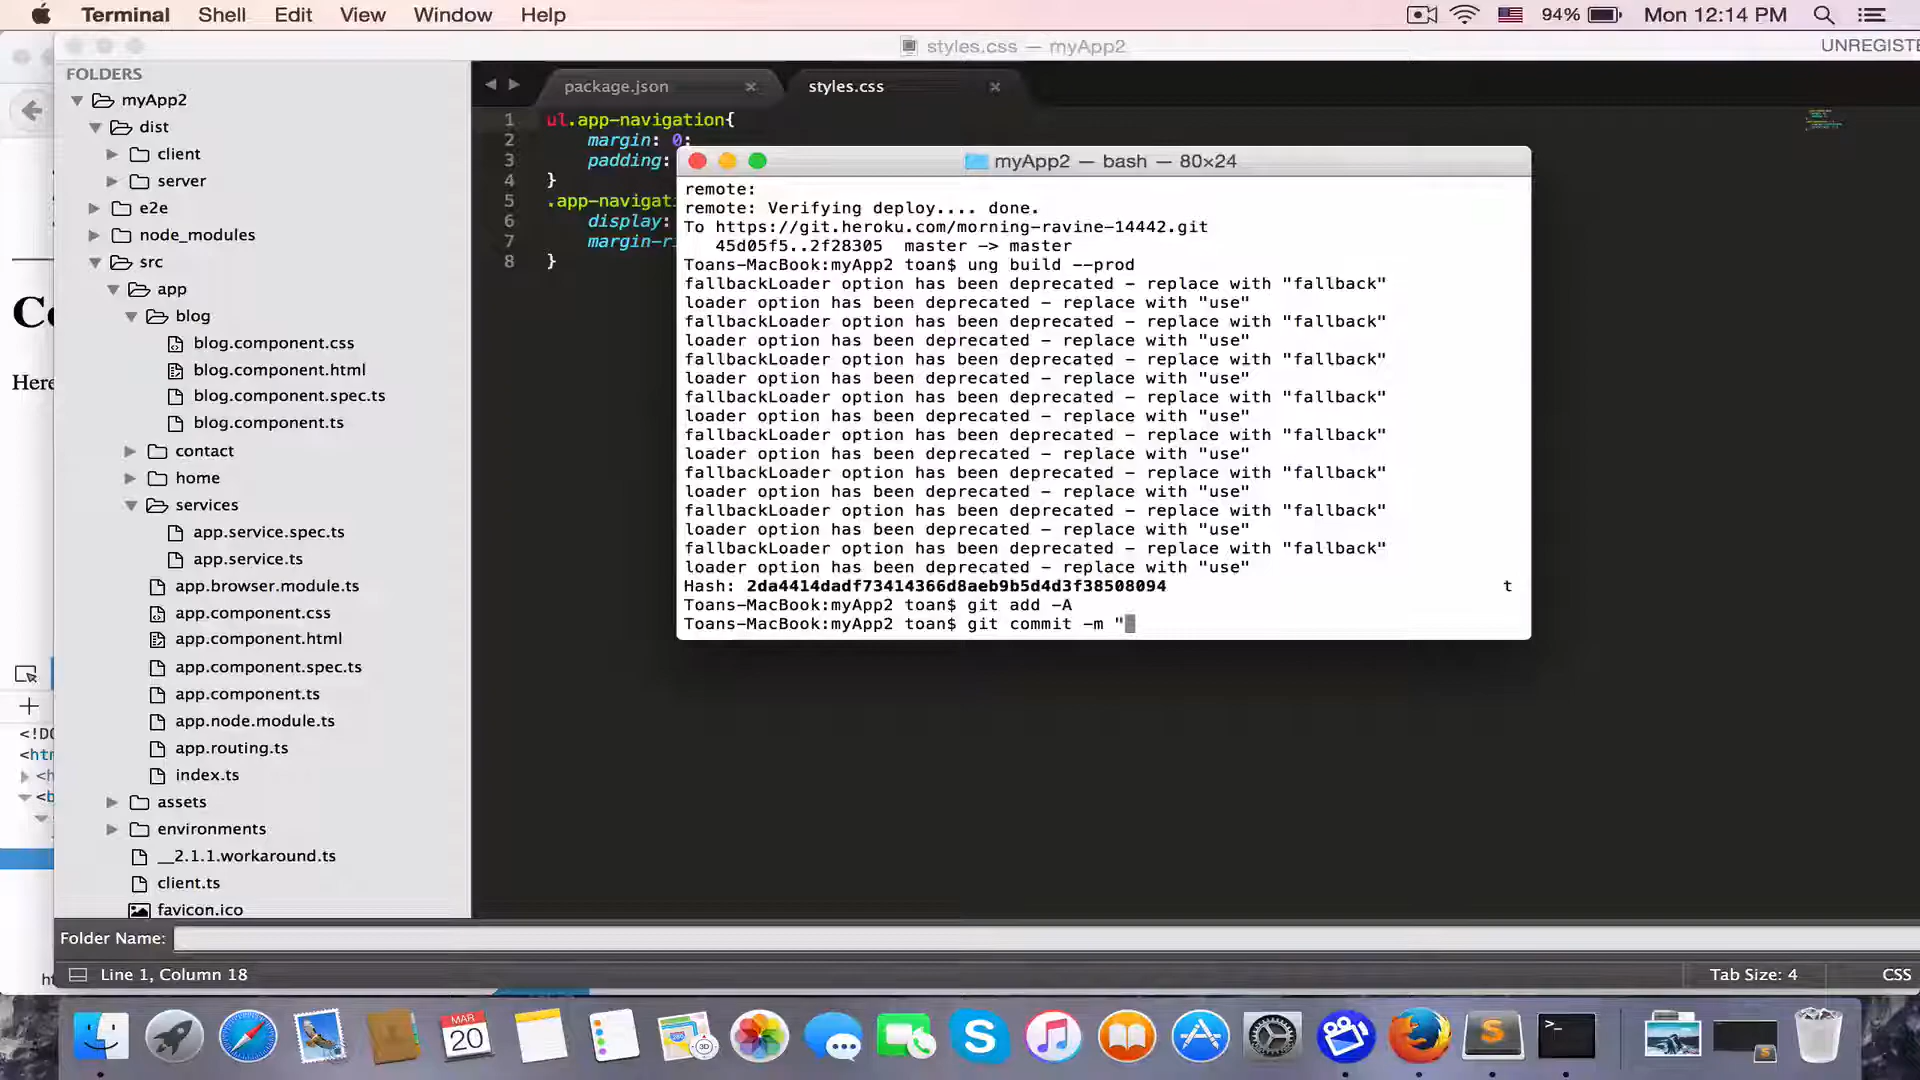 Terminal Shell Edit View Window Help 94% Mon 12:14 PM
styles.css — myApp2 UNREGISTE
FOLDERS
myApp2
dist
client
server
e2e
node_modules
src
app
blog
blog.component.css
blog.component.html
blog.component.spec.ts
blog.component.ts
contact
home
services
app.service.spec.ts
app.service.ts
app.browser.module.ts
app.component.css
app.component.html
app.component.spec.ts
app.component.ts
app.node.module.ts
app.routing.ts
index.ts
assets
environments
__2.1.1.workaround.ts
client.ts
favicon.ico
package.json
styles.css
1 ul.app-navigation{
2 margin: 0;
3 padding:
4 }
5 .app-navigati
6 display:
7 margin-ri
8 }
myApp2 — bash — 80×24
remote:
remote: Verifying deploy.... done.
To https://git.heroku.com/morning-ravine-14442.git
45d05f5..2f28305 master -> master
Toans-MacBook:myApp2 toan$ ung build --prod
fallbackLoader option has been deprecated - replace with "fallback"
loader option has been deprecated - replace with "use"
fallbackLoader option has been deprecated - replace with "fallback"
loader option has been deprecated - replace with "use"
fallbackLoader option has been deprecated - replace with "fallback"
loader option has been deprecated - replace with "use"
fallbackLoader option has been deprecated - replace with "fallback"
loader option has been deprecated - replace with "use"
fallbackLoader option has been deprecated - replace with "fallback"
loader option has been deprecated - replace with "use"
fallbackLoader option has been deprecated - replace with "fallback"
loader option has been deprecated - replace with "use"
fallbackLoader option has been deprecated - replace with "fallback"
loader option has been deprecated - replace with "use"
fallbackLoader option has been deprecated - replace with "fallback"
loader option has been deprecated - replace with "use"
Hash: 2da4414dadf73414366d8aeb9b5d4d3f38508094 t
Toans-MacBook:myApp2 toan$ git add -A
Toans-MacBook:myApp2 toan$ git commit -m "
Here
<!DO
<htm
<h
<b
Folder Name:
Line 1, Column 18 Tab Size: 4 CSS
MAR
20
3D